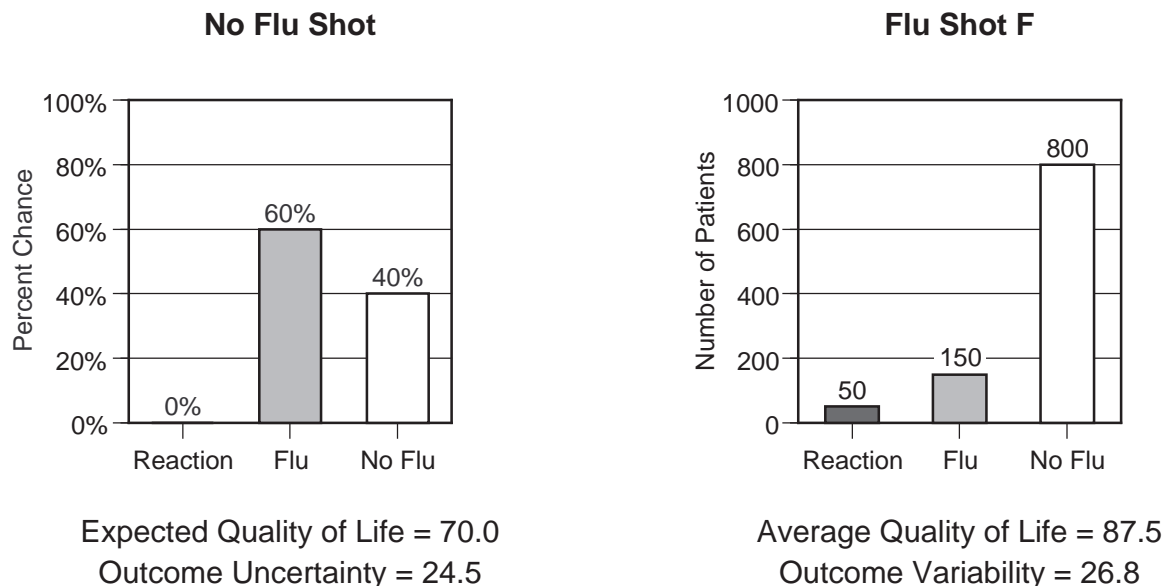 No Flu Shot
100%
80%
60%
40%
20%
0%
Percent Chance
0%
60%
40%
Reaction Flu No Flu
Expected Quality of Life = 70.0
Outcome Uncertainty = 24.5
Flu Shot F
1000
800
600
400
200
0
Number of Patients
50
150
800
Reaction Flu No Flu
Average Quality of Life = 87.5
Outcome Variability = 26.8